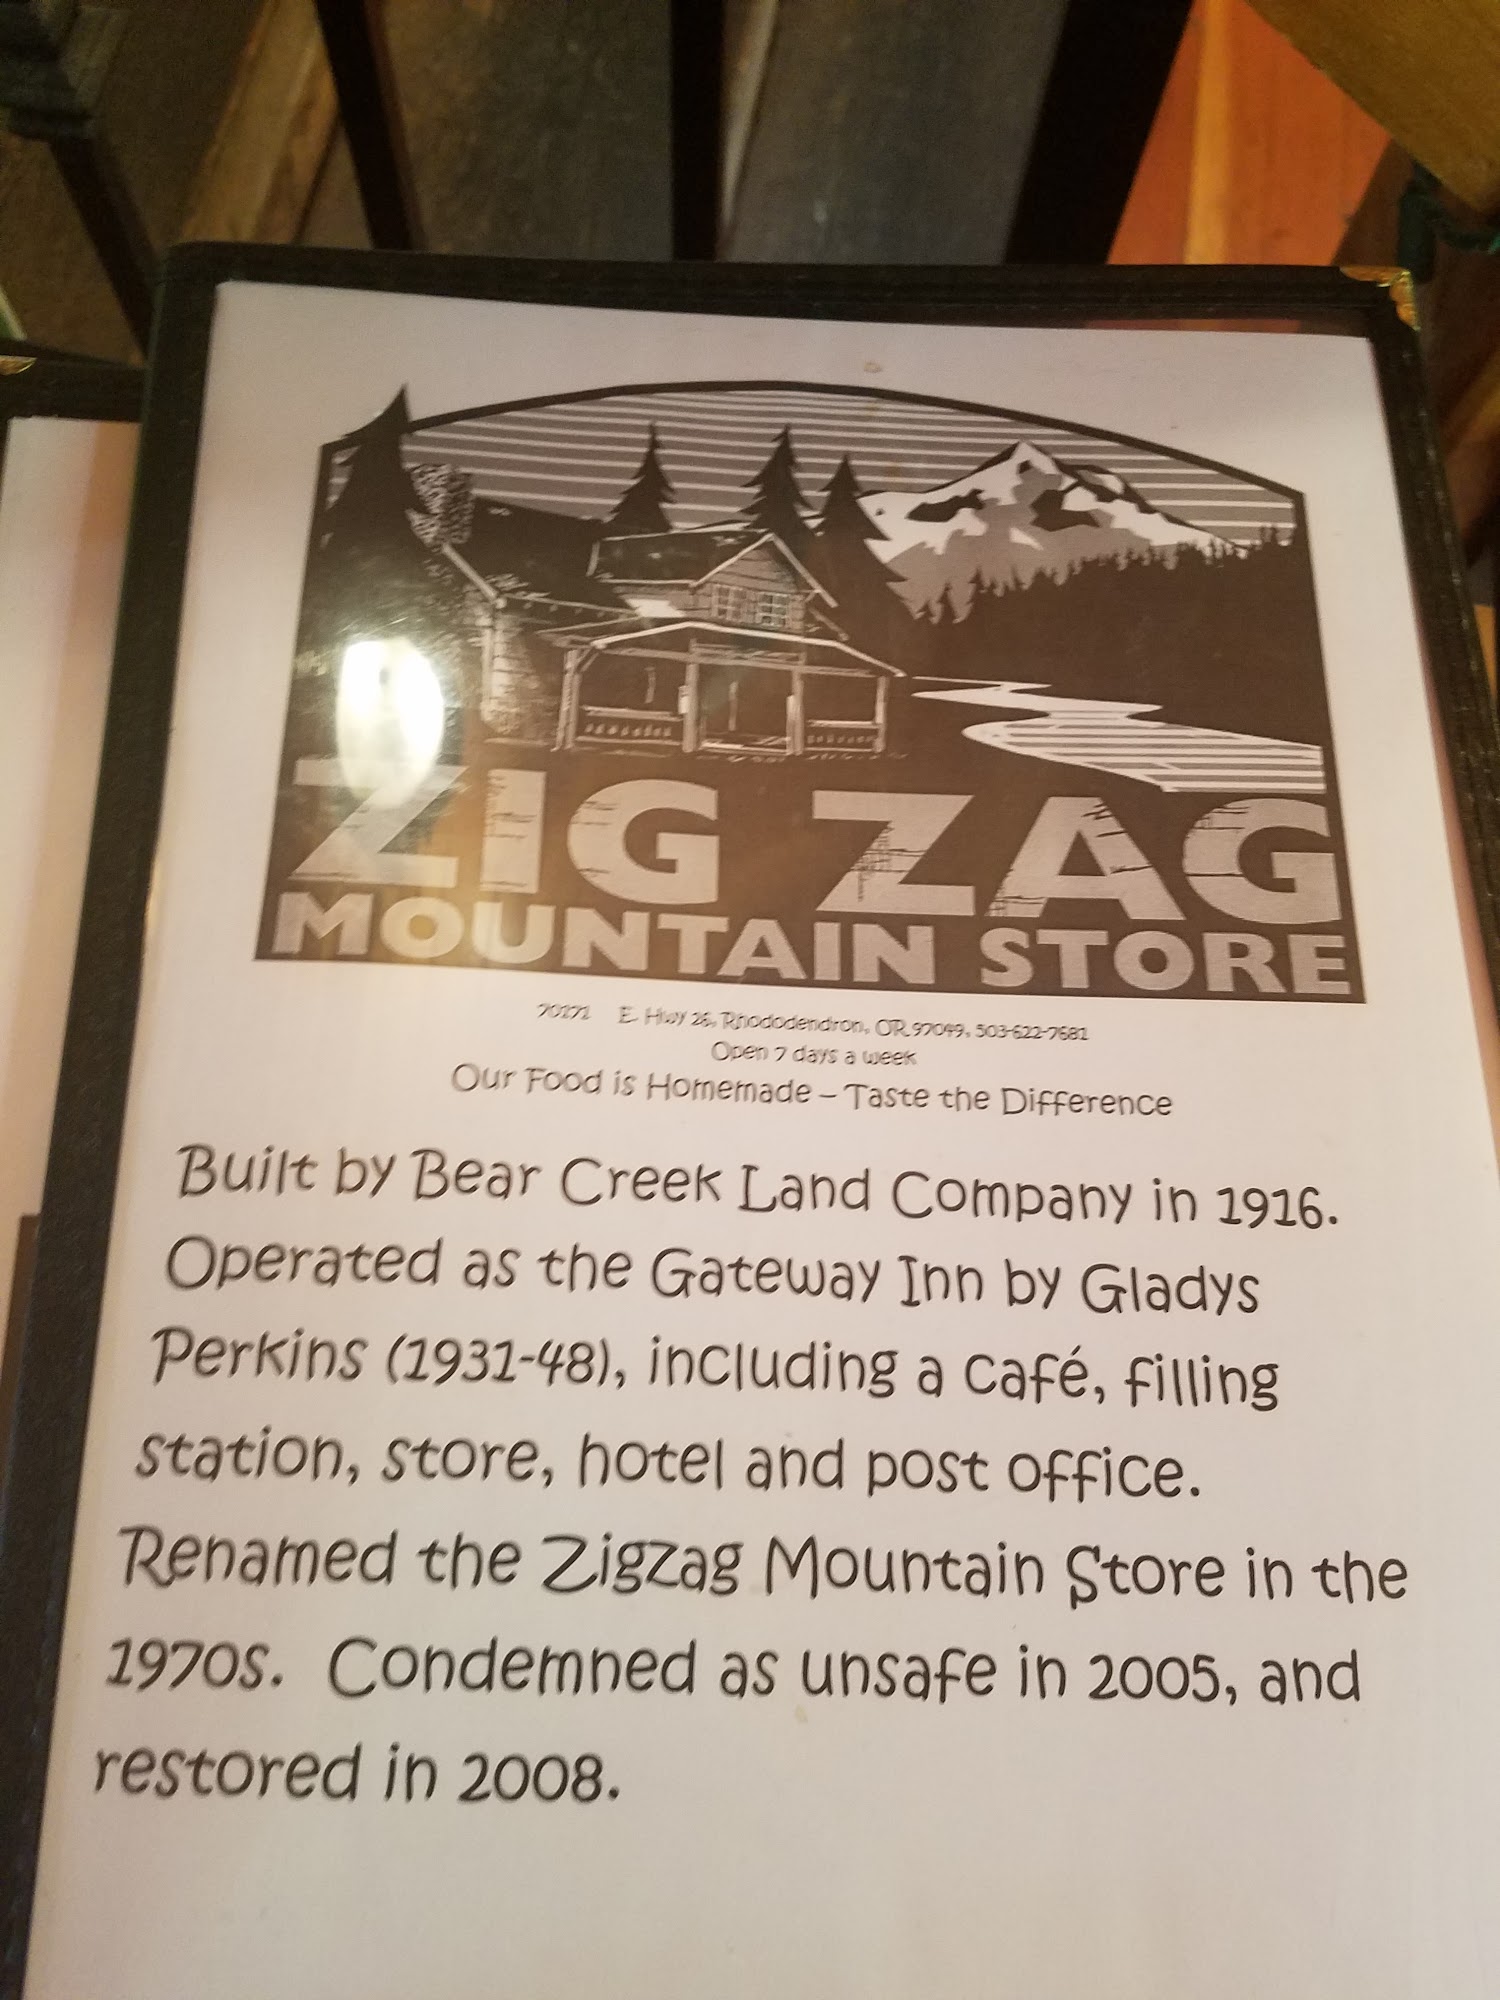 ZIG ZAG
MOUNTAIN STORE
70171 E. Hwy 26, Rhododendron, OR 97049, 503-622-7681
Open 7 days a week
Our Food is Homemade – Taste the Difference
Built by Bear Creek Land Company in 1916.
Operated as the Gateway Inn by Gladys
Perkins (1931-48), including a café, filling
station, store, hotel and post office.
Renamed the Zigzag Mountain Store in the
1970s. Condemned as unsafe in 2005, and
restored in 2008.